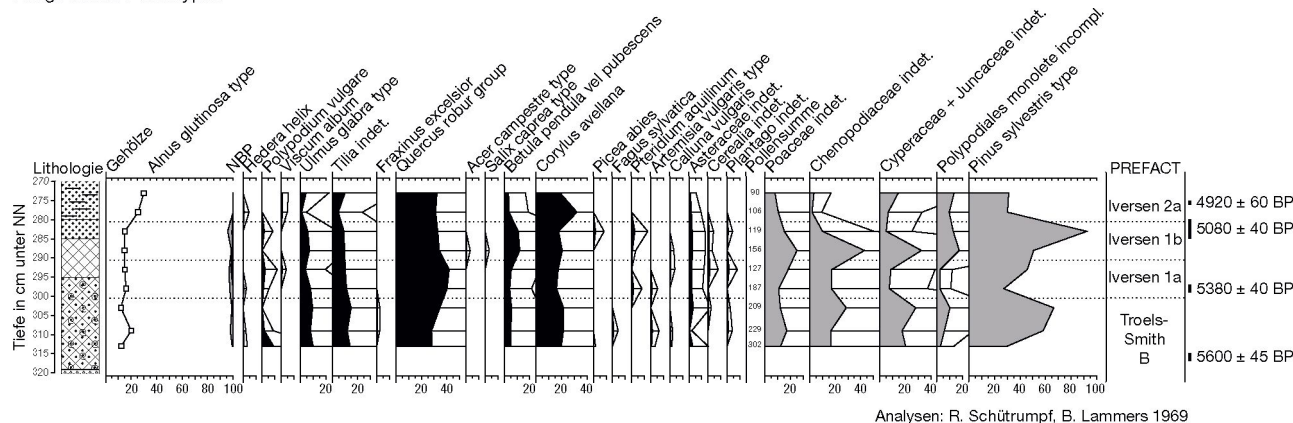 Gehölze
Alnus glutinosa type
NBP
Hedera helix
Polypodium vulgare
Viscum album
Ulmus glabra type
Tilia indet.
Fraxinus excelsior
Quercus robur group
Acer campestre type
Salix caprea type
Betula pendula vel pubescens
Corylus avellana
Picea abies
Fagus sylvatica
Pteridium aquilinum
Artemisia vulgaris type
Calluna vulgaris
Asteraceae indet.
Cerealia indet.
Plantago indet.
Pollensumme
Poaceae indet.
Chenopodiaceae indet.
Cyperaceae + Juncaceae indet.
Polypodiales monolete incompl.
Pinus sylvestris type
Lithologie
PREFACT
Tiefe in cm unter NN
270
275
280
285
290
295
300
305
310
315
320
90
106
119
156
127
187
209
229
302
Iversen 2a
Iversen 1b
Iversen 1a
Troels-
Smith
B
4920 ± 60 BP
5080 ± 40 BP
5380 ± 40 BP
5600 ± 45 BP
20 40 60 80 100
20
20
20 40
20
20
20
20 40
20 40
20
20 40 60 80 100
Analysen: R. Schütrumpf, B. Lammers 1969